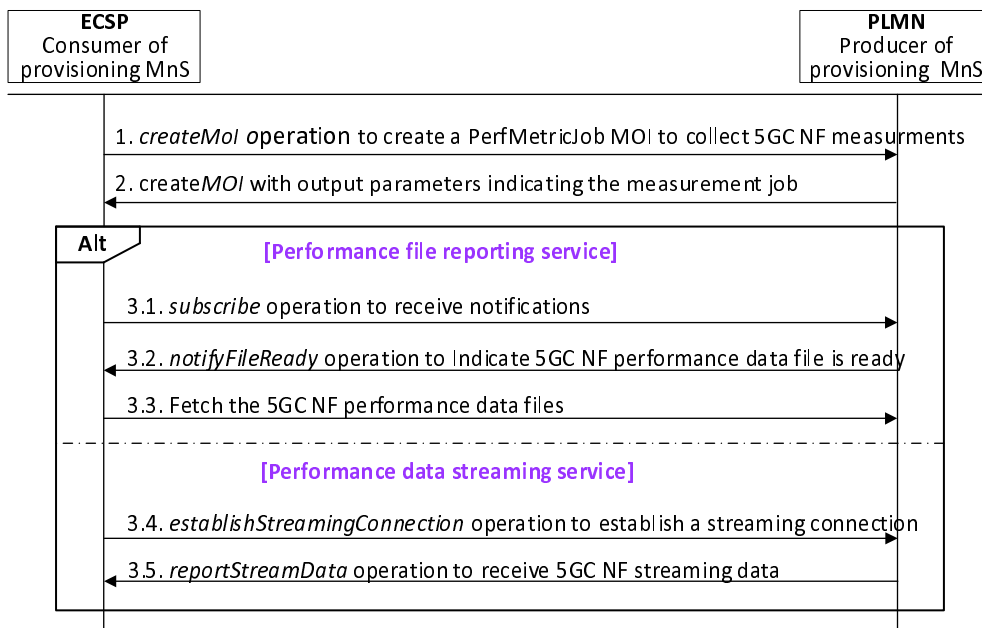 ECSP
Consumer of
provisioning MnS
PLMN
Producer of
provisioning MnS
1. createMoI operation to create a PerfMetricJob MOI to collect 5GC NF measurments
2. createMOI with output parameters indicating the measurement job
Alt
[Performance file reporting service]
3.1. subscribe operation to receive notifications
3.2. notifyFileReady operation to Indicate 5GC NF performance data file is ready
3.3. Fetch the 5GC NF performance data files
[Performance data streaming service]
3.4. establishStreamingConnection operation to establish a streaming connection
3.5. reportStreamData operation to receive 5GC NF streaming data